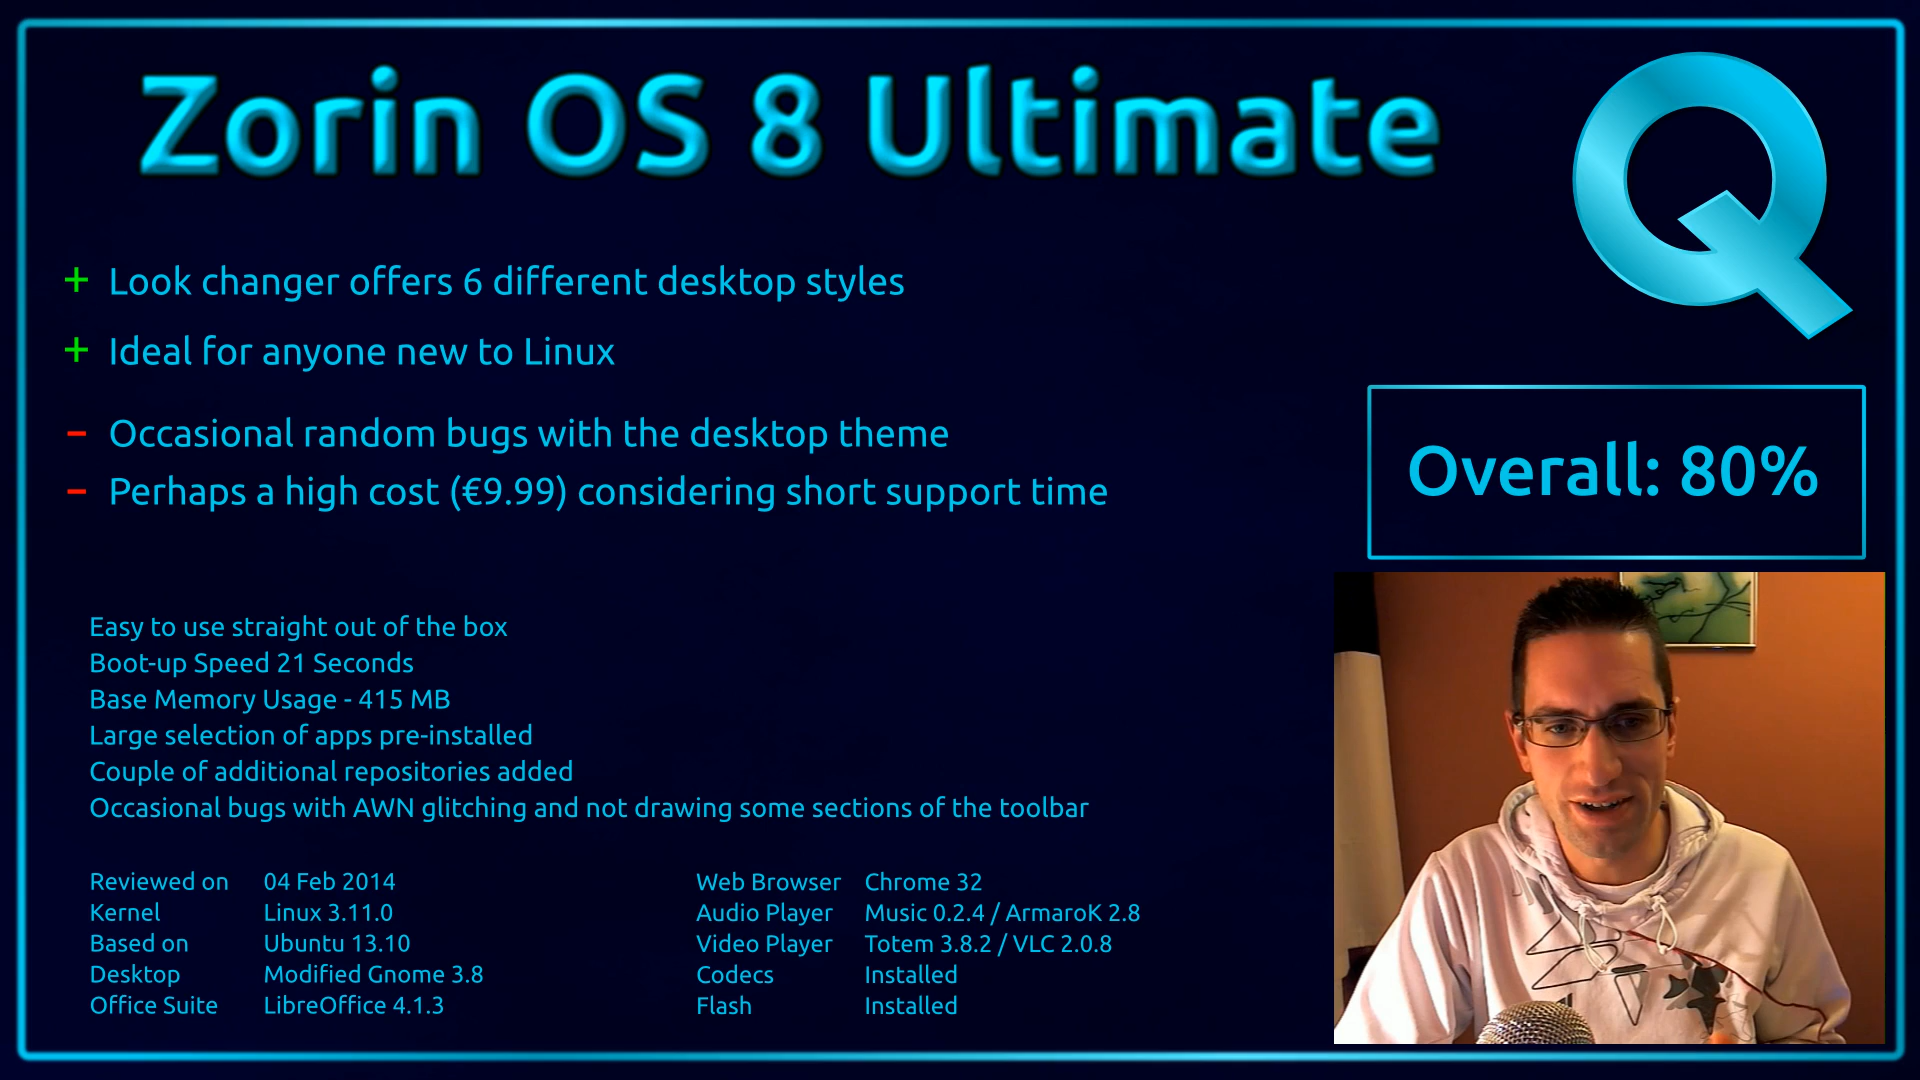 Zorin OS 8 Ultimate
Q
+ Look changer offers 6 different desktop styles
+ Ideal for anyone new to Linux
- Occasional random bugs with the desktop theme
- Perhaps a high cost (€9.99) considering short support time
Overall: 80%
Easy to use straight out of the box
Boot-up Speed 21 Seconds
Base Memory Usage - 415 MB
Large selection of apps pre-installed
Couple of additional repositories added
Occasional bugs with AWN glitching and not drawing some sections of the toolbar
Reviewed on 04 Feb 2014
Kernel Linux 3.11.0
Based on Ubuntu 13.10
Desktop Modified Gnome 3.8
Office Suite LibreOffice 4.1.3
Web Browser Chrome 32
Audio Player Music 0.2.4 / ArmaroK 2.8
Video Player Totem 3.8.2 / VLC 2.0.8
Codecs Installed
Flash Installed